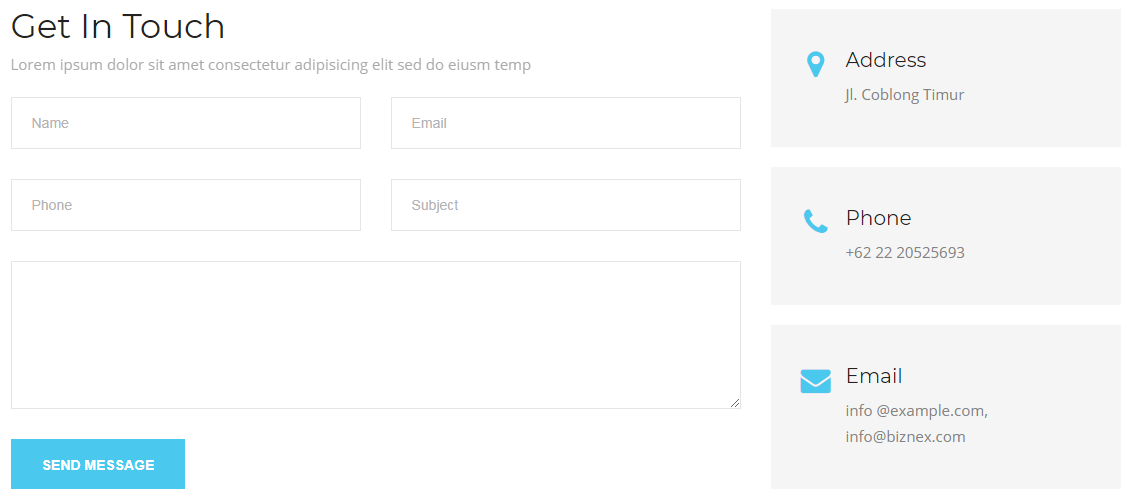 Get In Touch
Lorem ipsum dolor sit amet consectetur adipisicing elit sed do eiusm temp
Name
Email
Phone
Subject
SEND MESSAGE
Address
Jl. Coblong Timur
Phone
+62 22 20525693
Email
info @example.com,
info@biznex.com